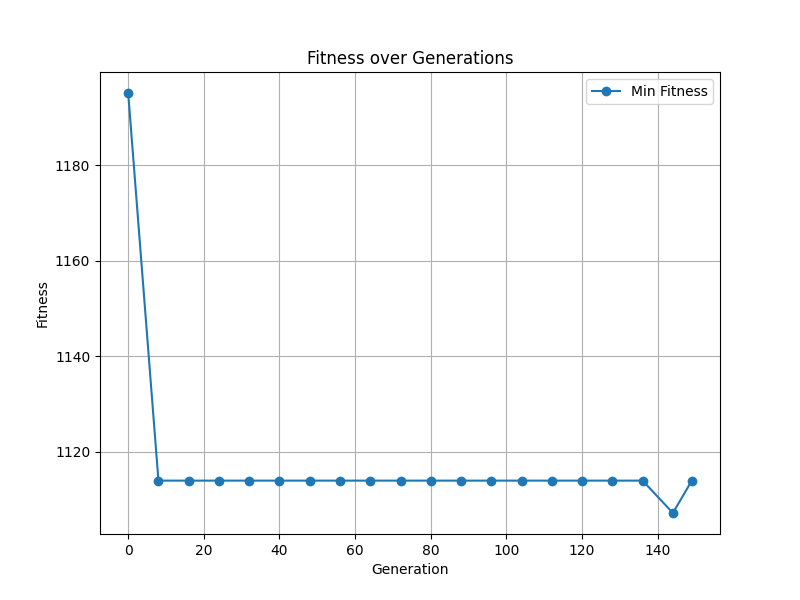 Fitness over Generations
Min Fitness
Fitness
1180
1160
1140
1120
0 20 40 60 80 100 120 140
Generation